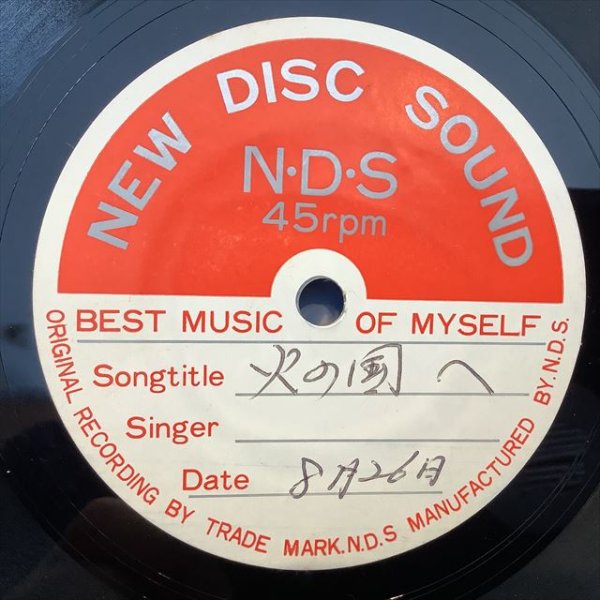 NEW DISC SOUND
N·D·S
45rpm
BEST MUSIC OF MYSELF
Songtitle 火の国へ
Singer
Date 8月26日
ORIGINAL RECORDING BY TRADE MARK.N.D.S MANUFACTURED BY.N.D.S.